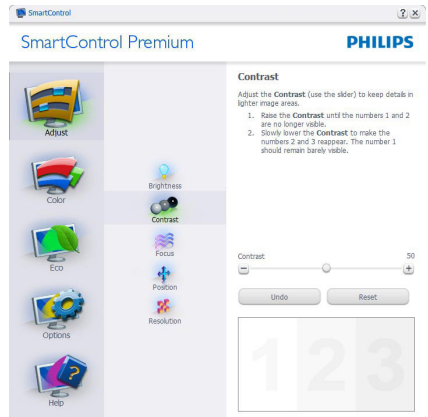 SmartControl
? ×
SmartControl Premium
PHILIPS
Adjust
Color
Eco
Options
Help
Brightness
Contrast
Focus
Position
Resolution
Contrast
Adjust the Contrast (use the slider) to keep details in
lighter image areas.
1. Raise the Contrast until the numbers 1 and 2
are no longer visible.
2. Slowly lower the Contrast to make the
numbers 2 and 3 reappear. The number 1
should remain barely visible.
Contrast 50
Undo Reset
1 2 3